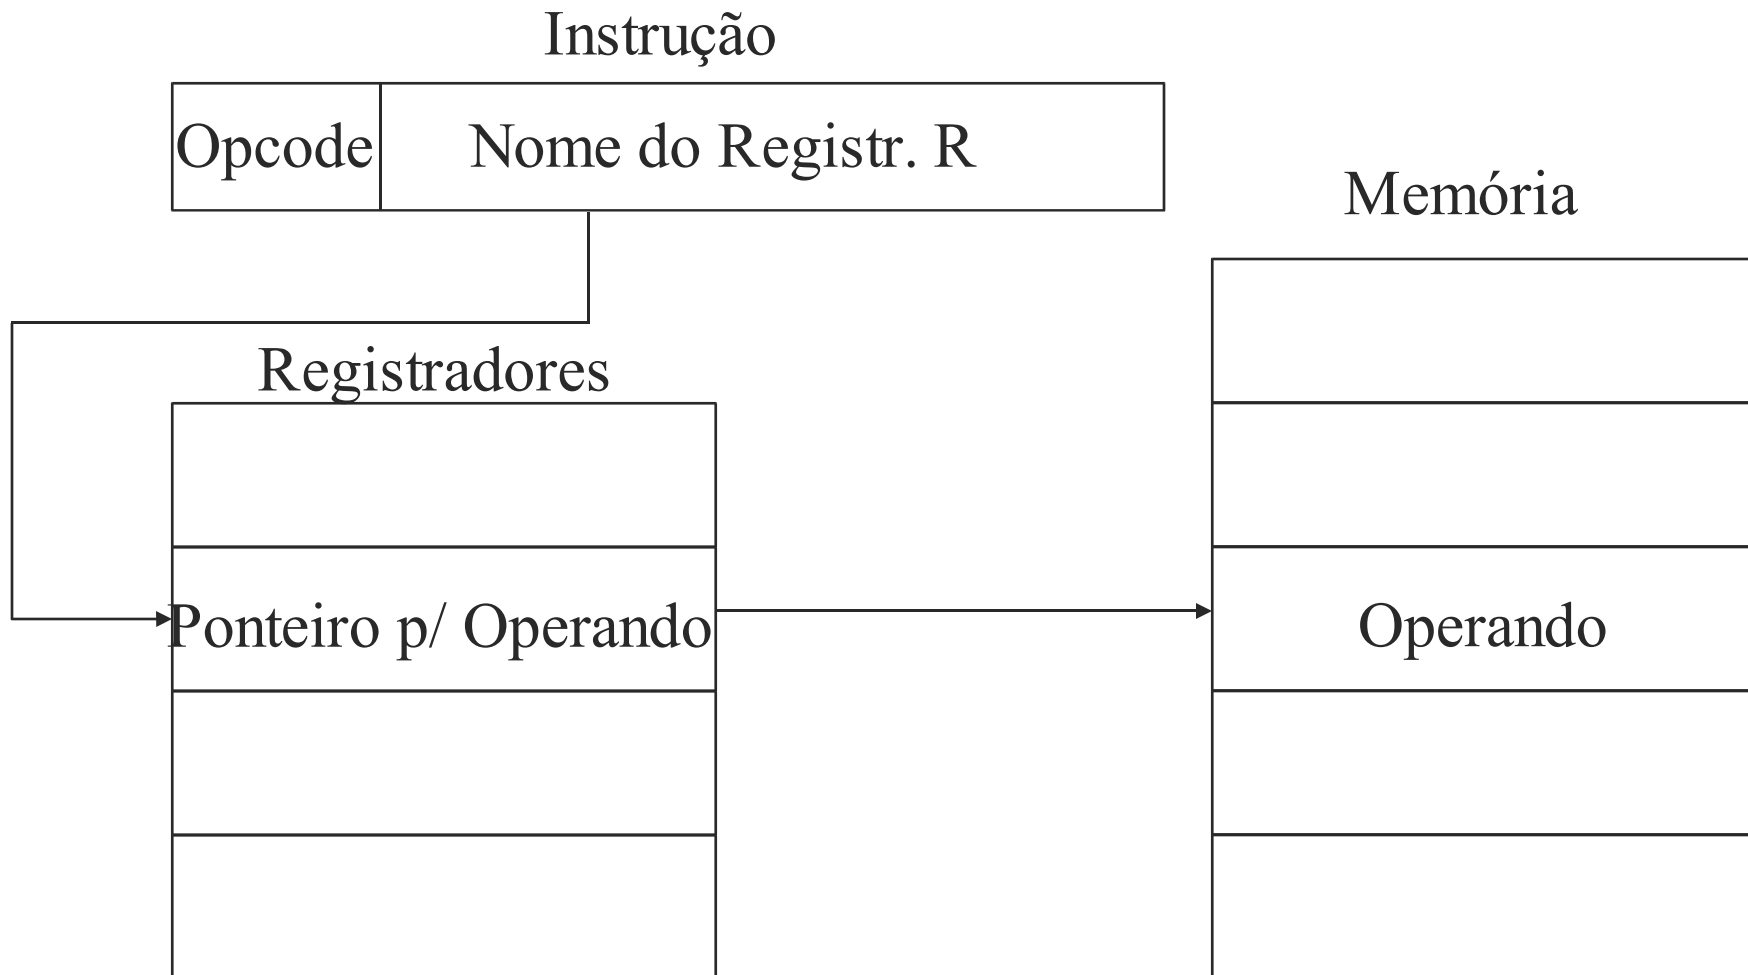 Instrução
Opcode
Nome do Registr. R
Memória
Registradores
Ponteiro p/ Operando
Operando